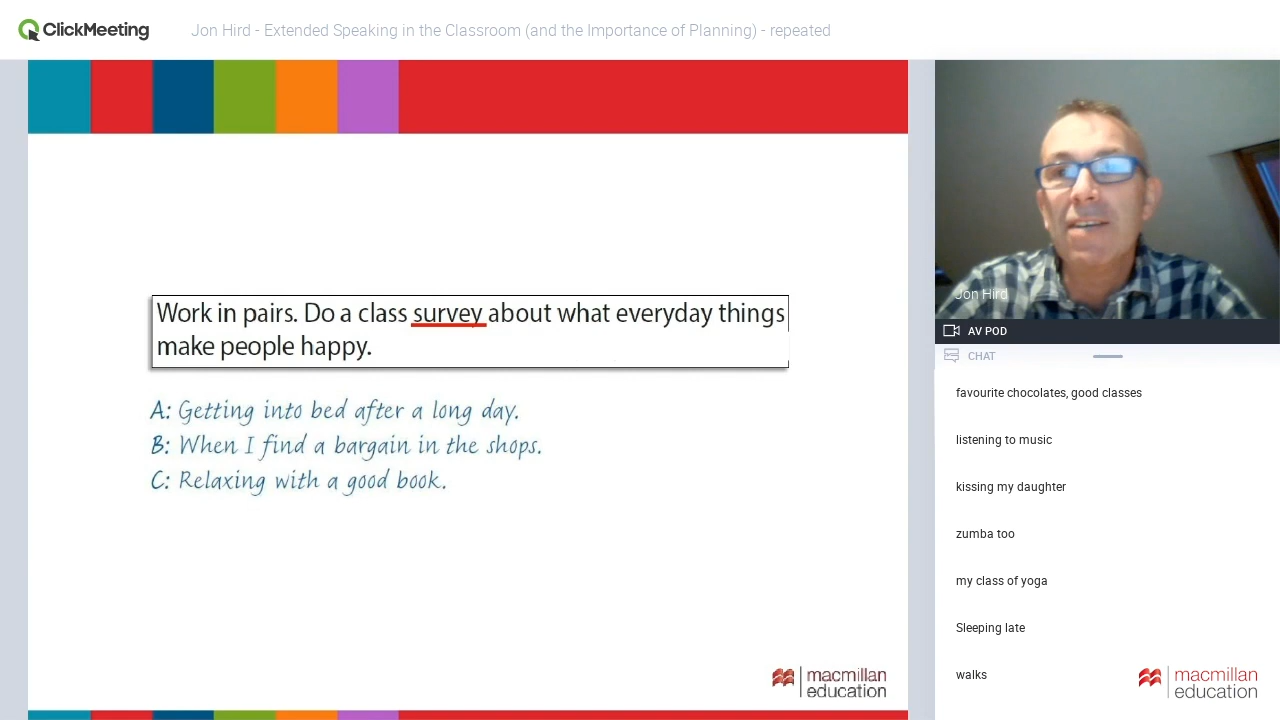 ClickMeeting
Jon Hird - Extended Speaking in the Classroom (and the Importance of Planning) - repeated
Work in pairs. Do a class survey about what everyday things
make people happy.
A: Getting into bed after a long day.
B: When I find a bargain in the shops.
C: Relaxing with a good book.
macmillan
education
Jon Hird
AV POD
CHAT
favourite chocolates, good classes
listening to music
kissing my daughter
zumba too
my class of yoga
Sleeping late
walks
macmillan
education